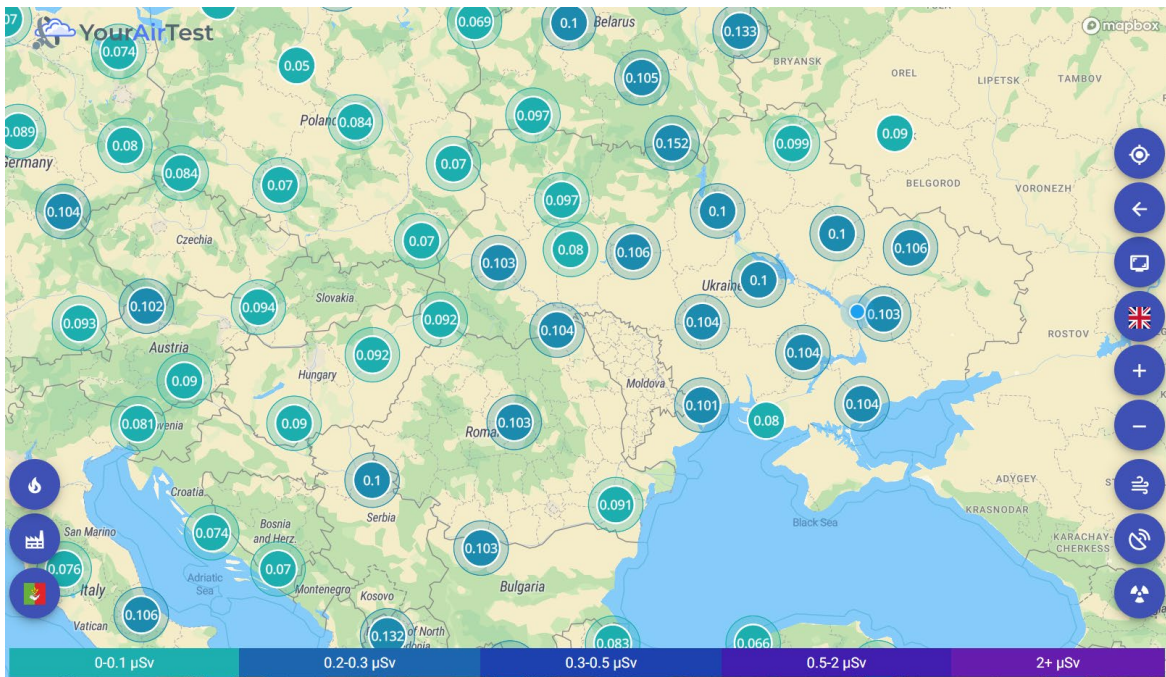 07
0.069
0.1
Belarus
YourAirTest
0.074
0.133
mapbox
0.05
BRYANSK
OREL
LIPETSK
TAMBOV
0.105
0.089
Poland
0.084
0.097
0.08
0.152
0.099
0.09
Germany
0.084
0.07
0.07
BELGOROD
VORONEZH
0.104
0.097
0.1
Czechia
0.07
0.103
0.08
0.106
0.1
0.106
Ukraine
0.1
Slovakia
0.102
0.094
0.093
0.092
0.104
0.104
0.103
ROSTOV
Austria
0.092
0.104
Hungary
Moldova
0.09
0.081
venia
0.09
Roma
0.103
0.101
0.08
0.104
0.1
Croatia
ADYGEY
Serbia
0.091
KRASNODAR
San Marino
0.074
Bosnia
and Herz.
Black Sea
KARACHAY-
CHERKESS
0.103
0.076
Italy
Adriatic
Sea
0.07
Montenegro
Kosovo
Bulgaria
Vatican
0.106
0.132
of North
donia
0.083
0.066
0-0.1 µSv
0.2-0.3 µSv
0.3-0.5 µSv
0.5-2 µSv
2+ µSv